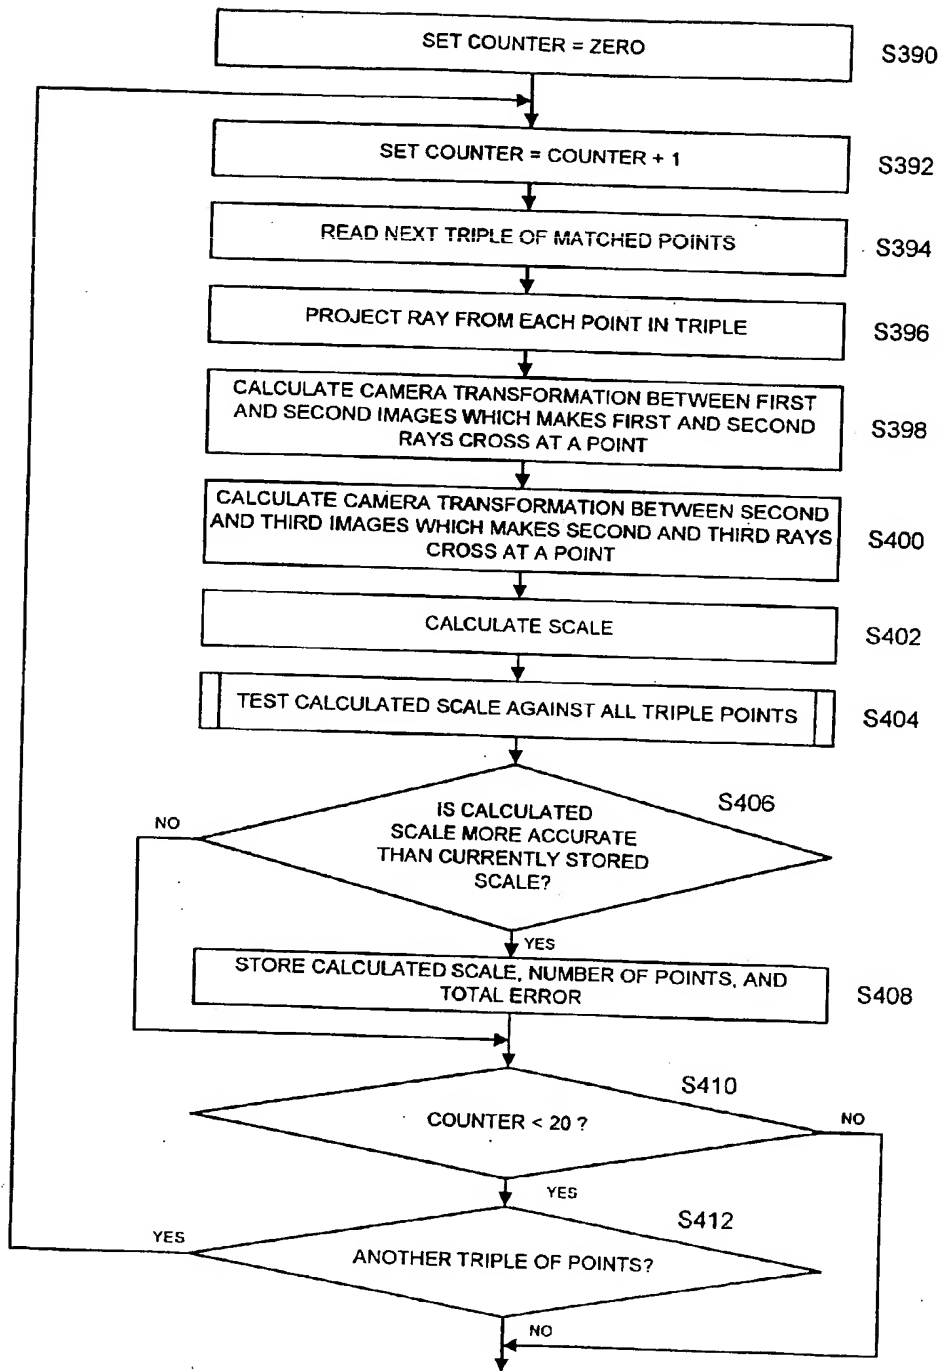 SET COUNTER = ZERO
S390
SET COUNTER = COUNTER + 1
S392
READ NEXT TRIPLE OF MATCHED POINTS
S394
PROJECT RAY FROM EACH POINT IN TRIPLE
S396
CALCULATE CAMERA TRANSFORMATION BETWEEN FIRST
AND SECOND IMAGES WHICH MAKES FIRST AND SECOND
RAYS CROSS AT A POINT
S398
CALCULATE CAMERA TRANSFORMATION BETWEEN SECOND
AND THIRD IMAGES WHICH MAKES SECOND AND THIRD RAYS
CROSS AT A POINT
S400
CALCULATE SCALE
S402
TEST CALCULATED SCALE AGAINST ALL TRIPLE POINTS
S404
S406
IS CALCULATED
SCALE MORE ACCURATE
THAN CURRENTLY STORED
SCALE?
NO
YES
STORE CALCULATED SCALE, NUMBER OF POINTS, AND
TOTAL ERROR
S408
S410
COUNTER < 20 ?
NO
YES
S412
YES
ANOTHER TRIPLE OF POINTS?
NO